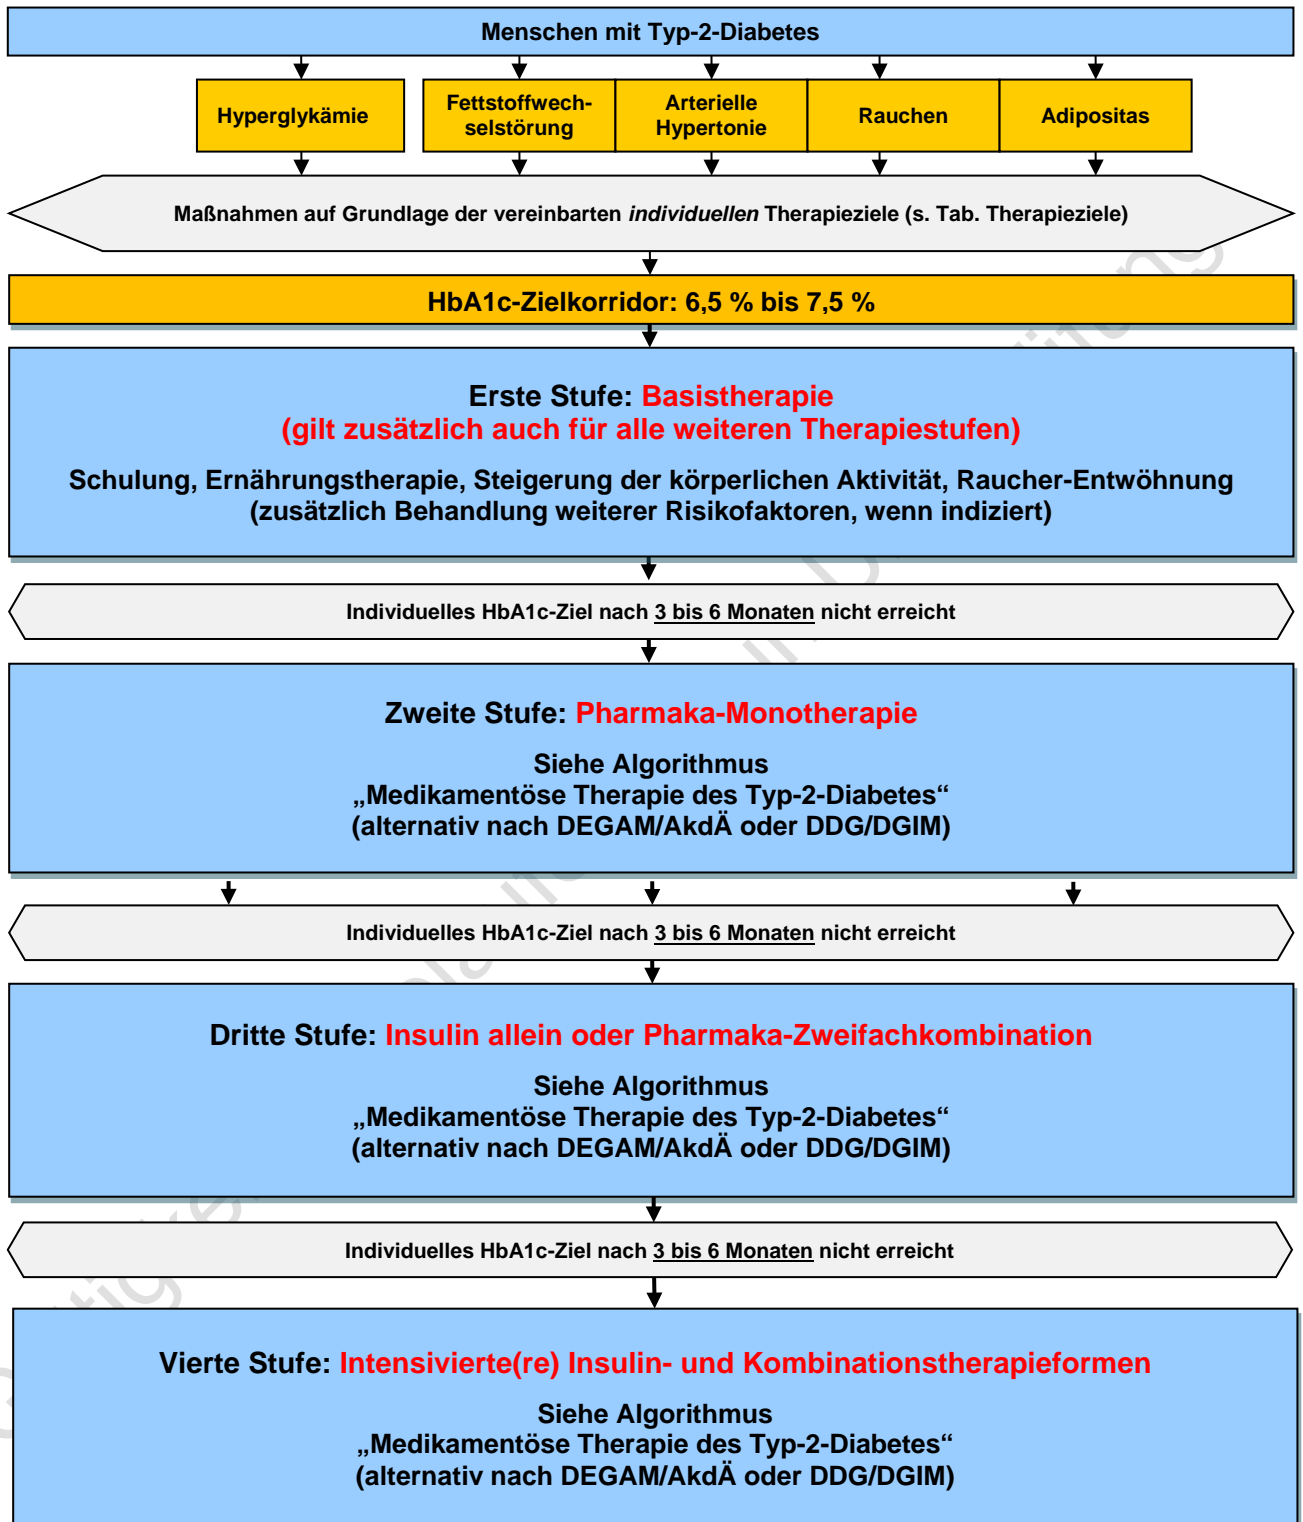 Menschen mit Typ-2-Diabetes
Hyperglykämie
Fettstoffwech-
selstörung
Arterielle
Hypertonie
Rauchen
Adipositas
Maßnahmen auf Grundlage der vereinbarten individuellen Therapieziele (s. Tab. Therapieziele)
HbA1c-Zielkorridor: 6,5 % bis 7,5 %
Erste Stufe: Basistherapie
(gilt zusätzlich auch für alle weiteren Therapiestufen)
Schulung, Ernährungstherapie, Steigerung der körperlichen Aktivität, Raucher-Entwöhnung
(zusätzlich Behandlung weiterer Risikofaktoren, wenn indiziert)
Individuelles HbA1c-Ziel nach 3 bis 6 Monaten nicht erreicht
Zweite Stufe: Pharmaka-Monotherapie
Siehe Algorithmus
„Medikamentöse Therapie des Typ-2-Diabetes“
(alternativ nach DEGAM/AkdÄ oder DDG/DGIM)
Individuelles HbA1c-Ziel nach 3 bis 6 Monaten nicht erreicht
Dritte Stufe: Insulin allein oder Pharmaka-Zweifachkombination
Siehe Algorithmus
„Medikamentöse Therapie des Typ-2-Diabetes“
(alternativ nach DEGAM/AkdÄ oder DDG/DGIM)
Individuelles HbA1c-Ziel nach 3 bis 6 Monaten nicht erreicht
Vierte Stufe: Intensivierte(re) Insulin- und Kombinationstherapieformen
Siehe Algorithmus
„Medikamentöse Therapie des Typ-2-Diabetes“
(alternativ nach DEGAM/AkdÄ oder DDG/DGIM)